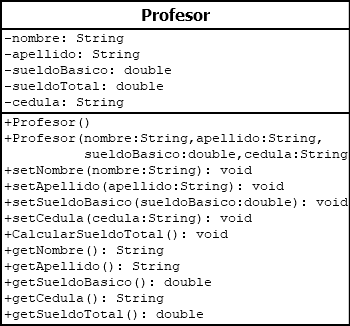 Profesor
-nombre: String
-apellido: String
-sueldoBasico: double
-sueldoTotal: double
-cedula: String
+Profesor()
+Profesor(nombre:String,apellido:String,
sueldoBasico:double,cedula:String
+setNombre(nombre:String): void
+setApellido(apellido:String): void
+setSueldoBasico(sueldoBasico:double): void
+setCedula(cedula:String): void
+CalcularSueldoTotal(): void
+getNombre(): String
+getApellido(): String
+getSueldoBasico(): double
+getCedula(): String
+getSueldoTotal(): double